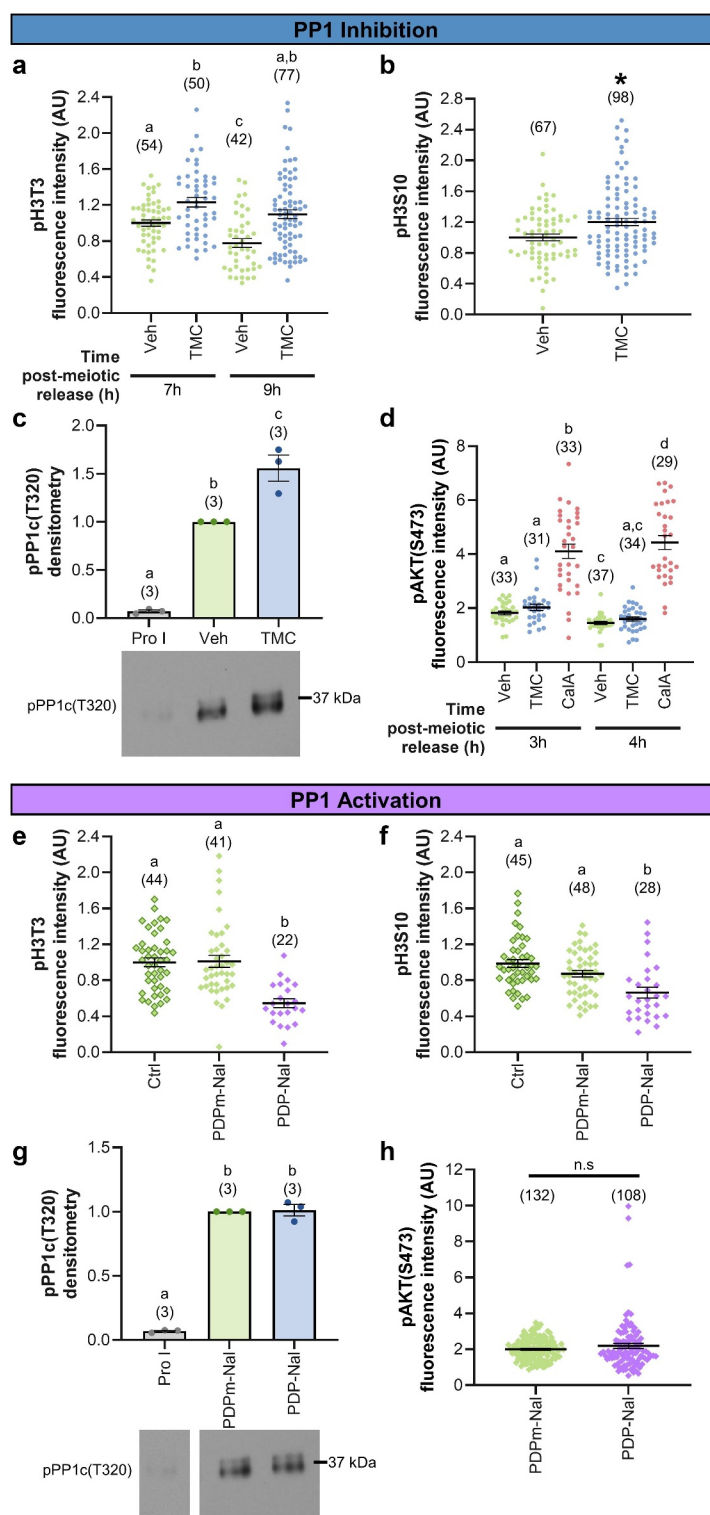 PP1 Inhibition
a
pH3T3
fluorescence intensity (AU)
2.4
2.0
1.6
1.2
0.8
0.4
0.0
a
(54)
b
(50)
c
(42)
a,b
(77)
Veh
TMC
Veh
TMC
Time
post-meiotic
release (h)
7h
9h
b
pH3S10
fluorescence intensity (AU)
2.8
2.4
2.0
1.6
1.2
0.8
0.4
0.0
(67)
*
(98)
Veh
TMC
c
pPP1c(T320)
densitometry
2.0
1.5
1.0
0.5
0.0
a
(3)
b
(3)
c
(3)
Pro I
Veh
TMC
pPP1c(T320)
37 kDa
d
pAKT(S473)
fluorescence intensity (AU)
8
6
4
2
0
a
(33)
a
(31)
b
(33)
c
(37)
a,c
(34)
d
(29)
Veh
TMC
CalA
Veh
TMC
CalA
Time
post-meiotic
release (h)
3h
4h
PP1 Activation
e
pH3T3
fluorescence intensity (AU)
2.4
2.0
1.6
1.2
0.8
0.4
0.0
a
(44)
a
(41)
b
(22)
Ctrl
PDPm-Nal
PDP-Nal
f
pH3S10
fluorescence intensity (AU)
2.4
2.0
1.6
1.2
0.8
0.4
0.0
a
(45)
a
(48)
b
(28)
Ctrl
PDPm-Nal
PDP-Nal
g
pPP1c(T320)
densitometry
1.5
1.0
0.5
0.0
a
(3)
b
(3)
b
(3)
Pro I
PDPm-Nal
PDP-Nal
pPP1c(T320)
37 kDa
h
pAKT(S473)
fluorescence intensity (AU)
12
10
8
6
4
2
0
n.s
(132)
(108)
PDPm-Nal
PDP-Nal